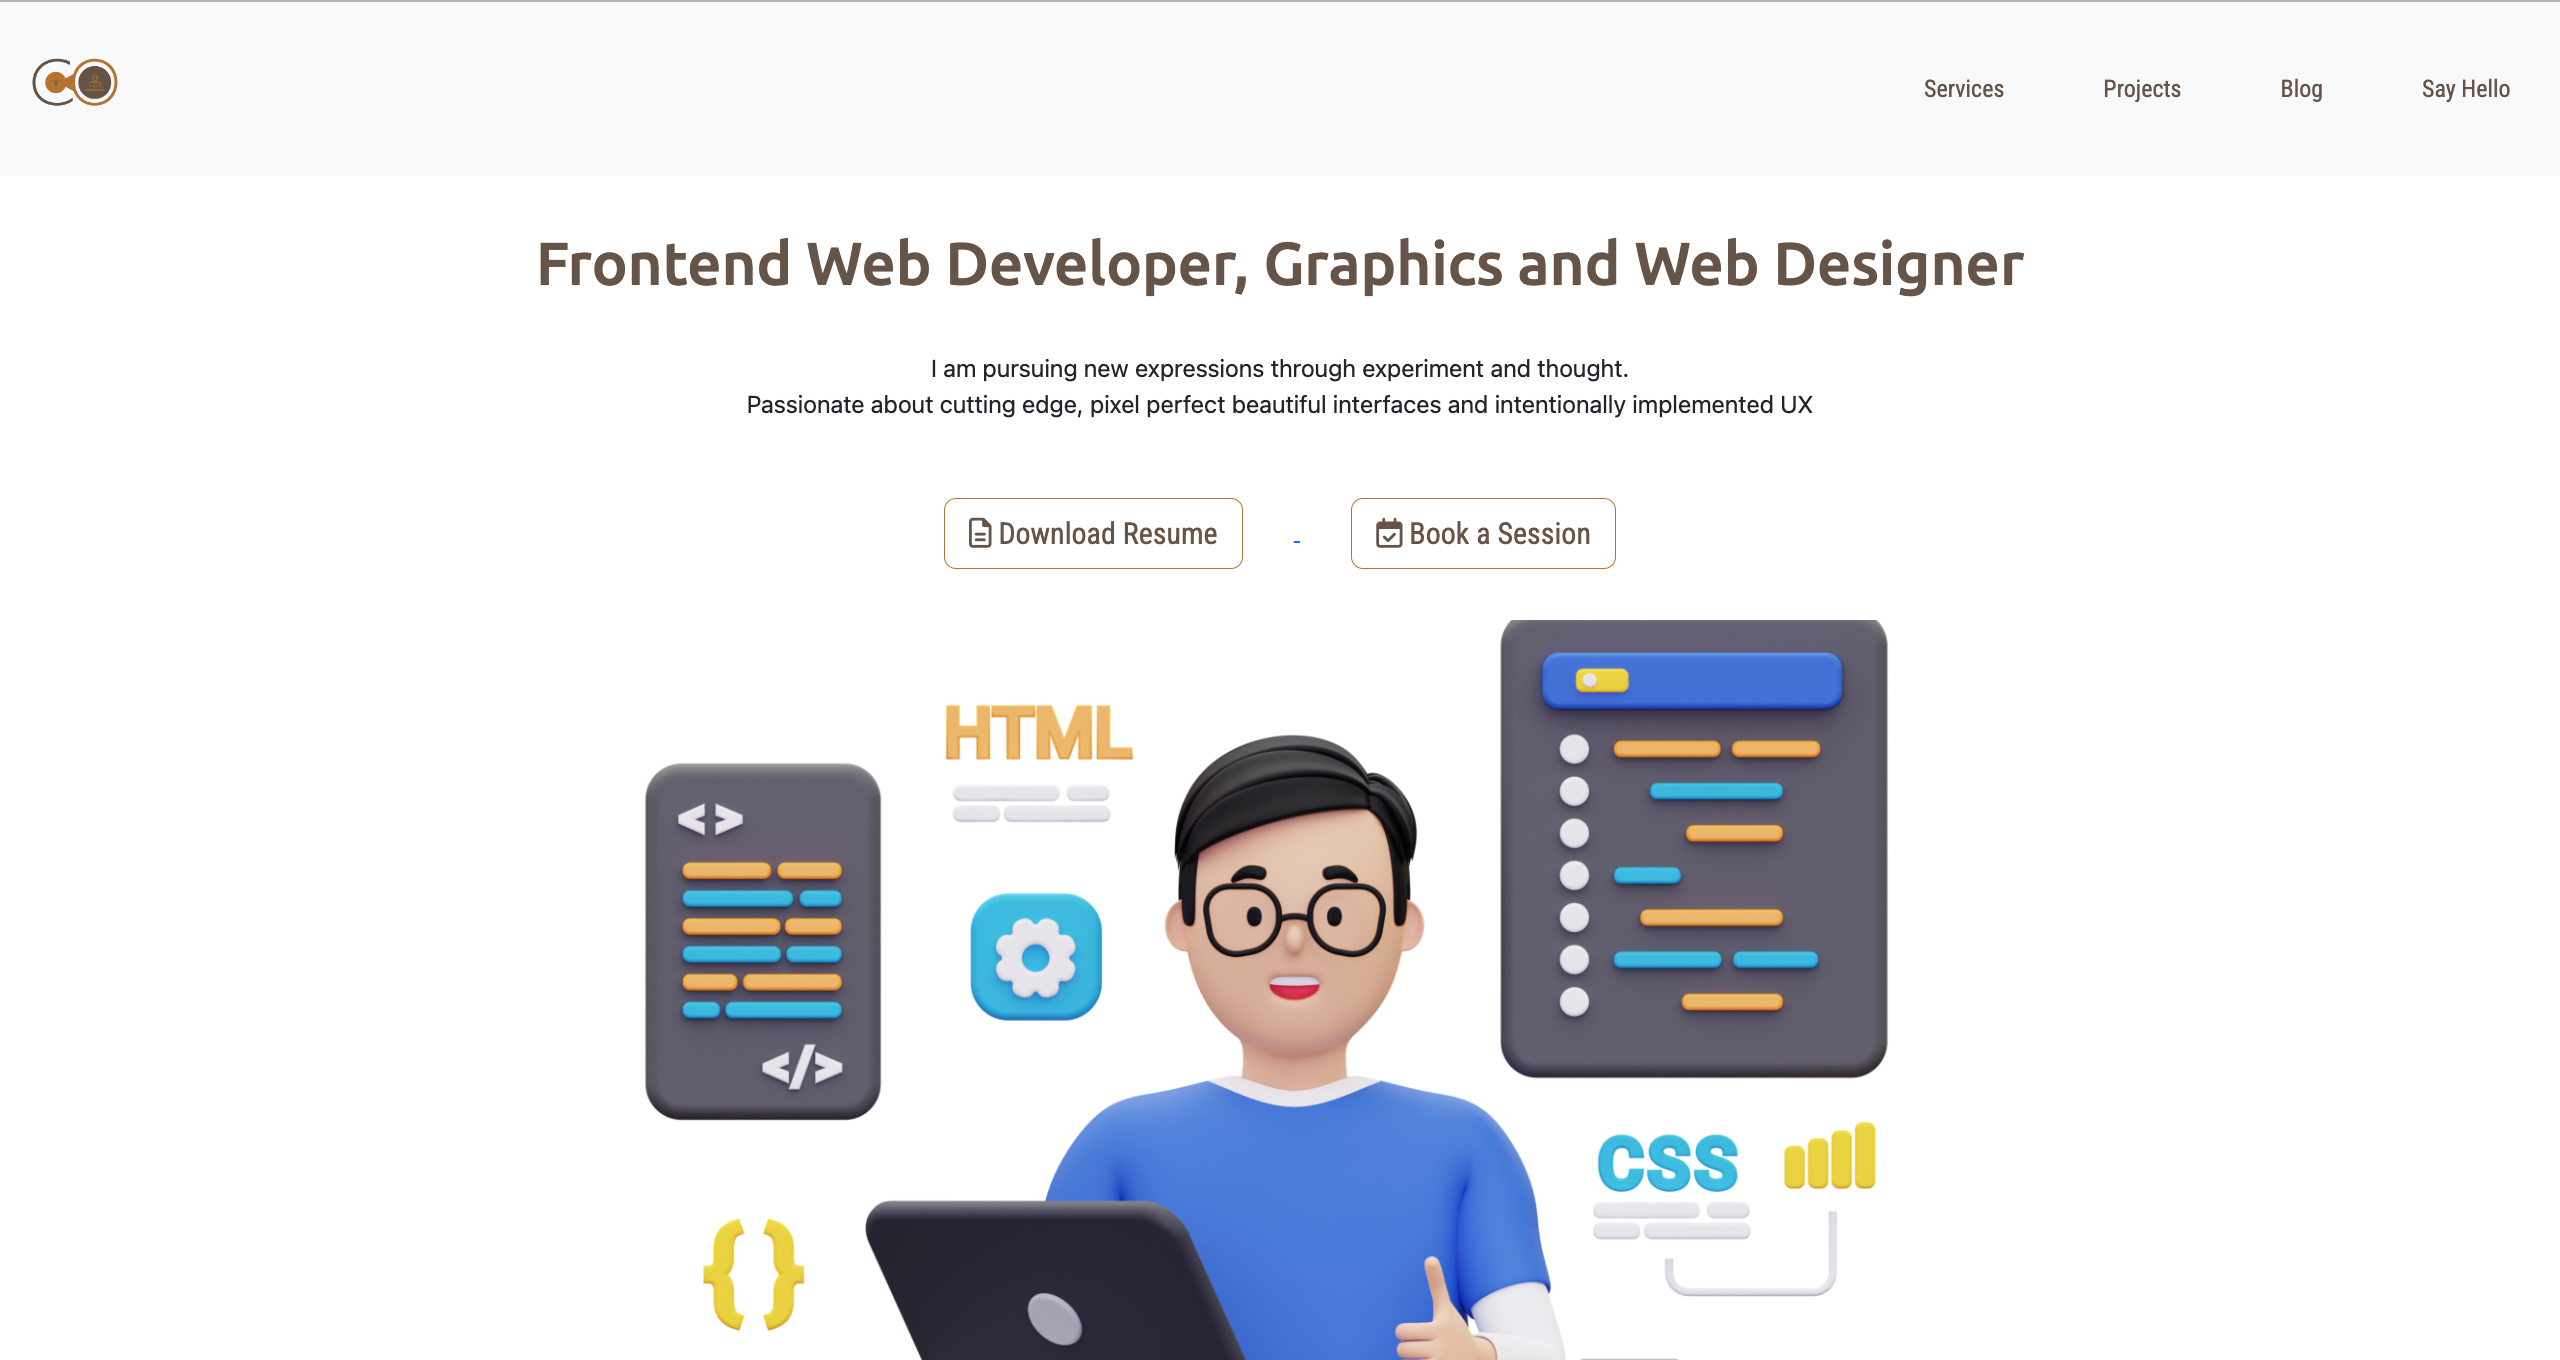 Services Projects Blog Say Hello
Frontend Web Developer, Graphics and Web Designer
I am pursuing new expressions through experiment and thought.
Passionate about cutting edge, pixel perfect beautiful interfaces and intentionally implemented UX
Download Resume - Book a Session
HTML
<>
</>
CSS
{ }